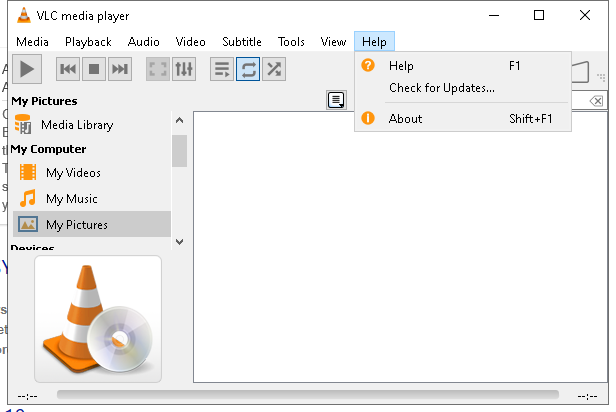 VLC media player
Media Playback Audio Video Subtitle Tools View Help
Help F1
Check for Updates...
About Shift+F1
My Pictures
Media Library
My Computer
My Videos
My Music
My Pictures
Devices
--:-- --:--